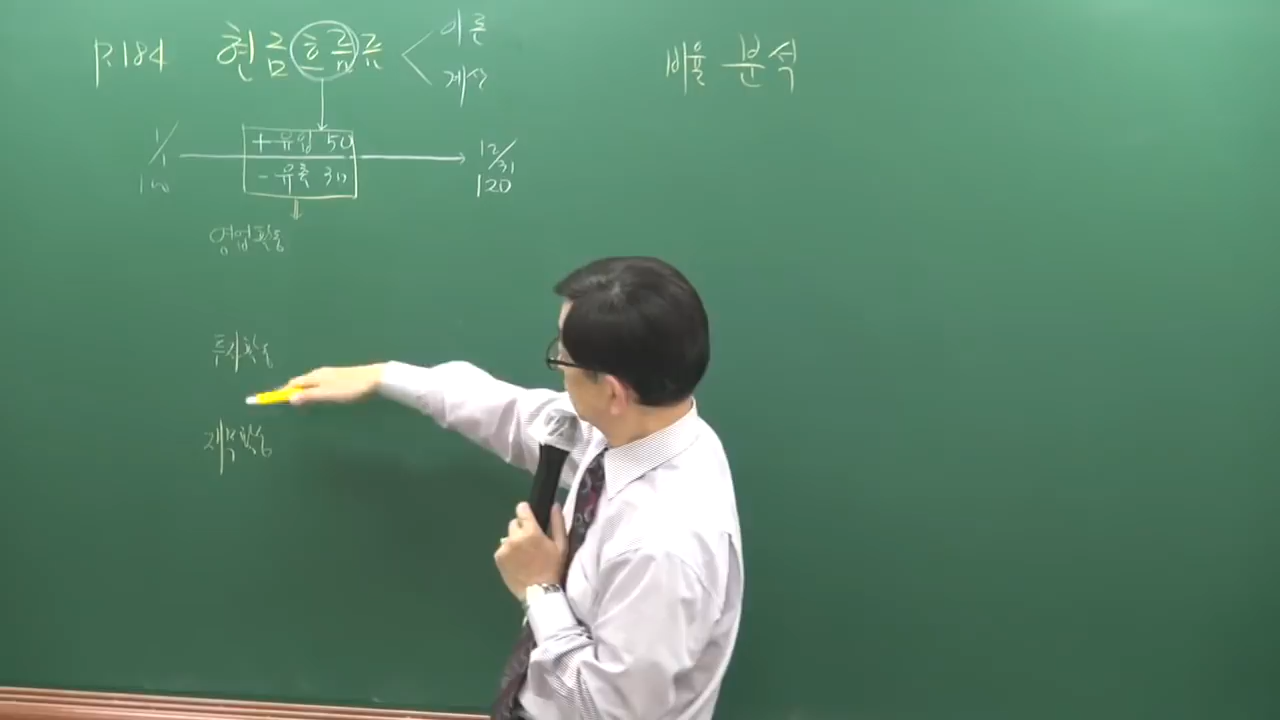 P.184 현금흐름표 이론
계산
비율 분석
1/1 + 유입 50 12/31
100 - 유출 30 120
영업활동
투자활동
재무활동